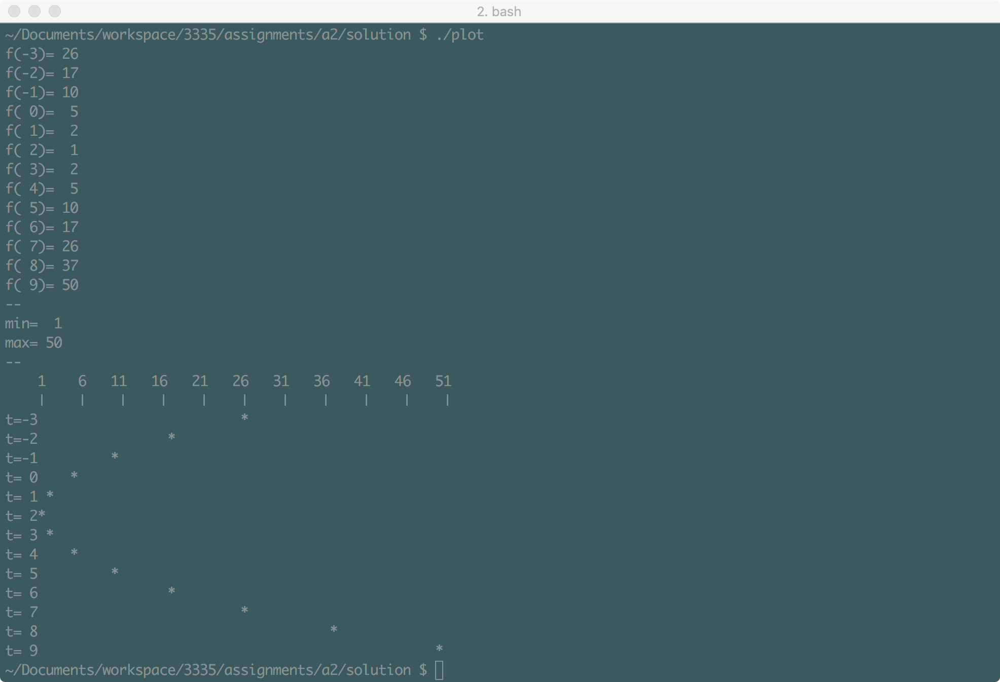 2. bash
~/Documents/workspace/3335/assignments/a2/solution $ ./plot
f(-3)= 26
f(-2)= 17
f(-1)= 10
f( 0)=  5
f( 1)=  2
f( 2)=  1
f( 3)=  2
f( 4)=  5
f( 5)= 10
f( 6)= 17
f( 7)= 26
f( 8)= 37
f( 9)= 50
--
min=  1
max= 50
--
    1    6   11   16   21   26   31   36   41   46   51
    |    |    |    |    |    |    |    |    |    |    |
t=-3                         *
t=-2                *
t=-1         *
t= 0    *
t= 1 *
t= 2*
t= 3 *
t= 4    *
t= 5         *
t= 6                *
t= 7                         *
t= 8                                    *
t= 9                                                 *
~/Documents/workspace/3335/assignments/a2/solution $